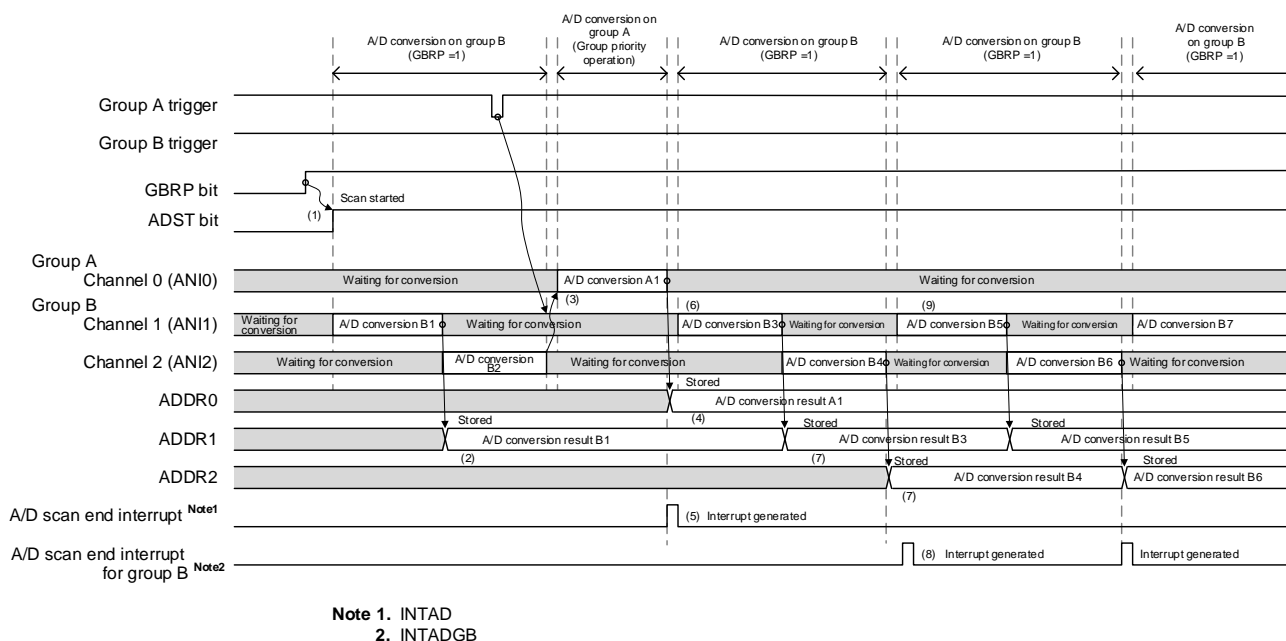 A/D conversion on group B
(GBRP =1)
A/D conversion on
group A
(Group priority
operation)
A/D conversion on group B
(GBRP =1)
A/D conversion on group B
(GBRP =1)
A/D conversion
on group B
(GBRP =1)
Group A trigger
Group B trigger
GBRP bit
Scan started
(1)
ADST bit
Group A
Channel 0 (ANI0)
Waiting for conversion
A/D conversion A1
Waiting for conversion
(3)
(6)
(9)
Group B
Channel 1 (ANI1)
Waiting for
conversion
A/D conversion B1
Waiting for conversion
A/D conversion B3
Waiting for conversion
A/D conversion B5
Waiting for conversion
A/D conversion B7
Channel 2 (ANI2)
Waiting for conversion
A/D conversion
B2
Waiting for conversion
A/D conversion B4
Waiting for conversion
A/D conversion B6
Waiting for conversion
Stored
ADDR0
A/D conversion result A1
(4)
Stored
Stored
Stored
ADDR1
A/D conversion result B1
A/D conversion result B3
A/D conversion result B5
(2)
(7)
Stored
Stored
ADDR2
A/D conversion result B4
A/D conversion result B6
(7)
A/D scan end interrupt Note1
(5) Interrupt generated
A/D scan end interrupt
for group B Note2
(8) Interrupt generated
Interrupt generated
Note 1. INTAD
2. INTADGB